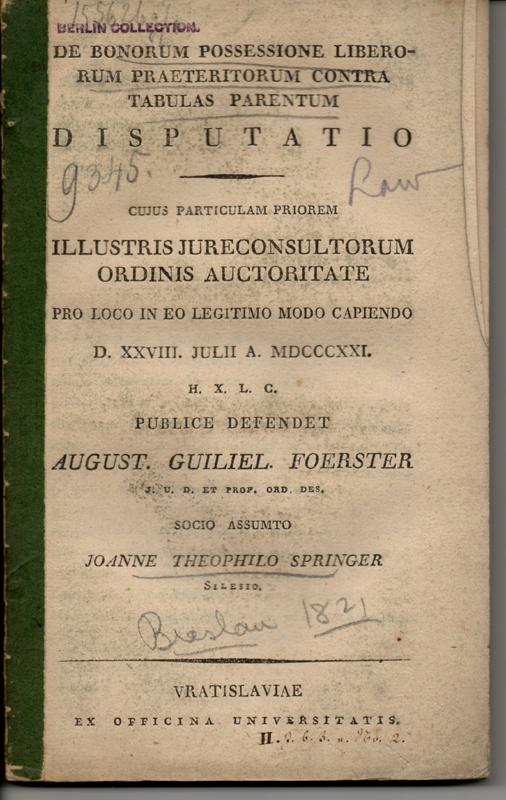 BERLIN COLLECTION.
DE BONORUM POSSESSIONE LIBERO-
RUM PRAETERITORUM CONTRA
TABULAS PARENTUM
DISPUTATIO
9345.
Law
CUJUS PARTICULAM PRIOREM
ILLUSTRIS JURECONSULTORUM
ORDINIS AUCTORITATE
PRO LOCO IN EO LEGITIMO MODO CAPIENDO
D. XXVIII. JULII A. MDCCCXXI.
H. X. L. C.
PUBLICE DEFENDET
AUGUST. GUILIEL. FOERSTER
J. U. D. ET PROF. ORD. DES.
SOCIO ASSUMTO
JOANNE THEOPHILO SPRINGER
SILESIO.
Breslau 1821
VRATISLAVIAE
EX OFFICINA UNIVERSITATIS.
II.